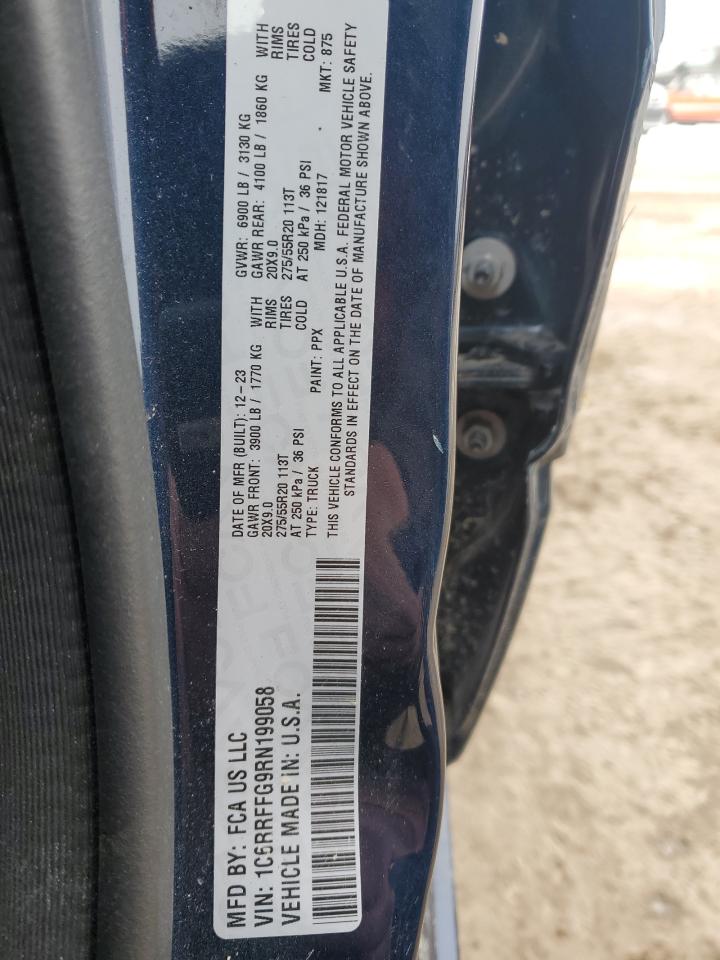 MFD BY: FCA US LLC
VIN: 1C6RRFFG9RN199058
VEHICLE MADE IN: U.S.A.
DATE OF MFR (BUILT): 12-23 GVWR: 6900 LB / 3130 KG
GAWR FRONT: 3900 LB / 1770 KG WITH GAWR REAR: 4100 LB / 1860 KG WITH
20X9.0 RIMS 20X9.0 RIMS
275/55R20 113T TIRES 275/55R20 113T TIRES
AT 250 kPa / 36 PSI COLD AT 250 kPa / 36 PSI COLD
TYPE: TRUCK PAINT: PPX MDH: 121817 MKT: 875
THIS VEHICLE CONFORMS TO ALL APPLICABLE U.S.A. FEDERAL MOTOR VEHICLE SAFETY
STANDARDS IN EFFECT ON THE DATE OF MANUFACTURE SHOWN ABOVE.